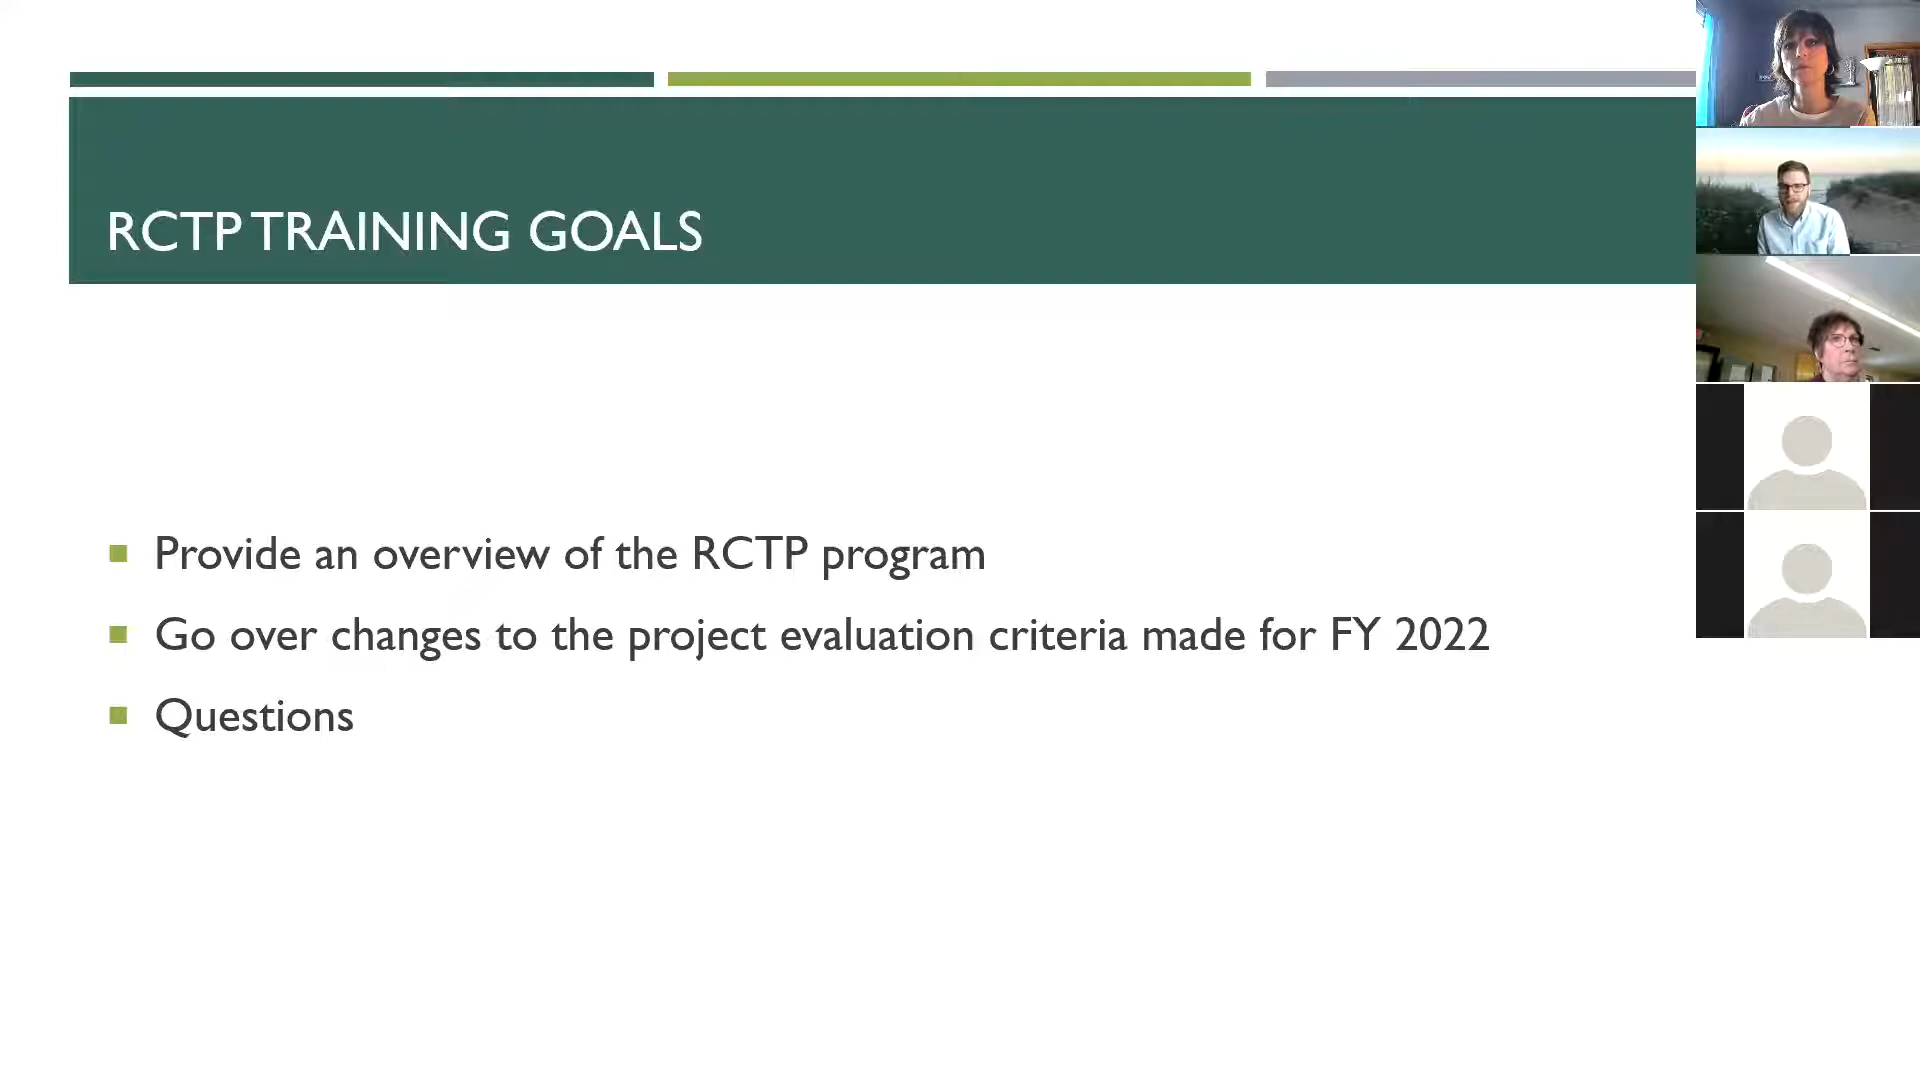 RCTP TRAINING GOALS
Provide an overview of the RCTP program
Go over changes to the project evaluation criteria made for FY 2022
Questions